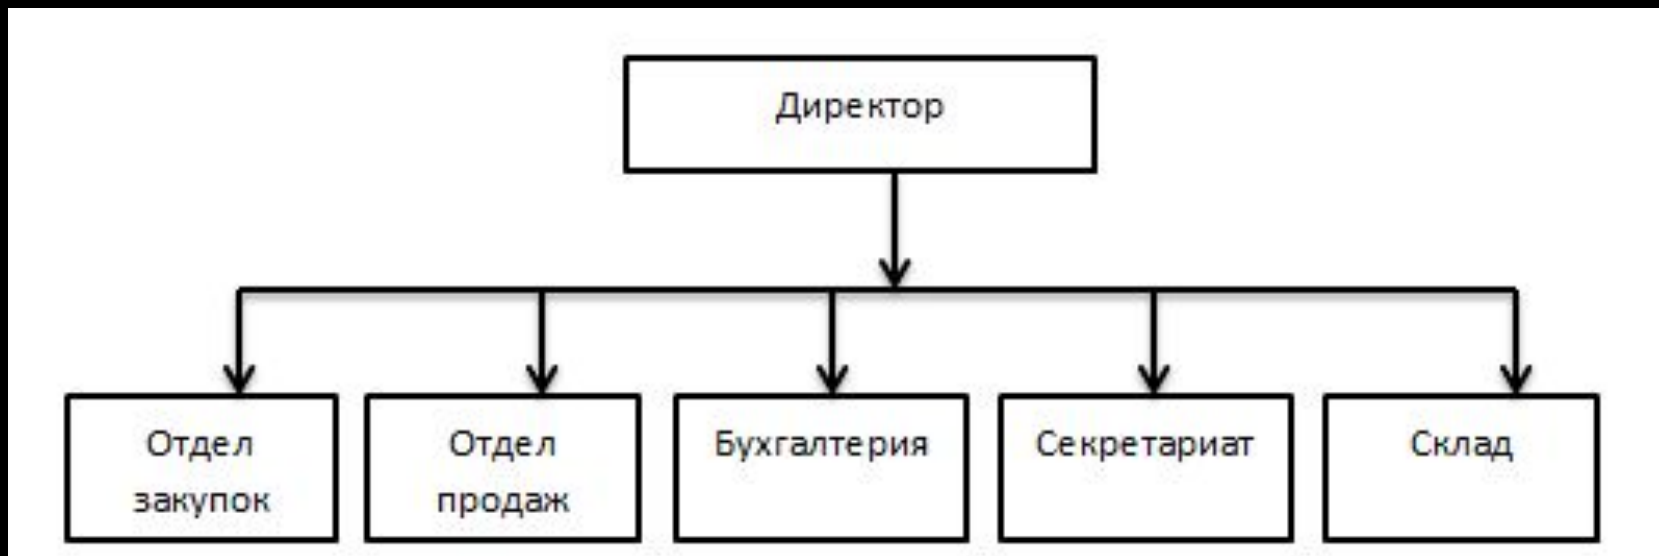 Директор
Отдел
закупок
Отдел
продаж
Бухгалтерия
Секретариат
Склад